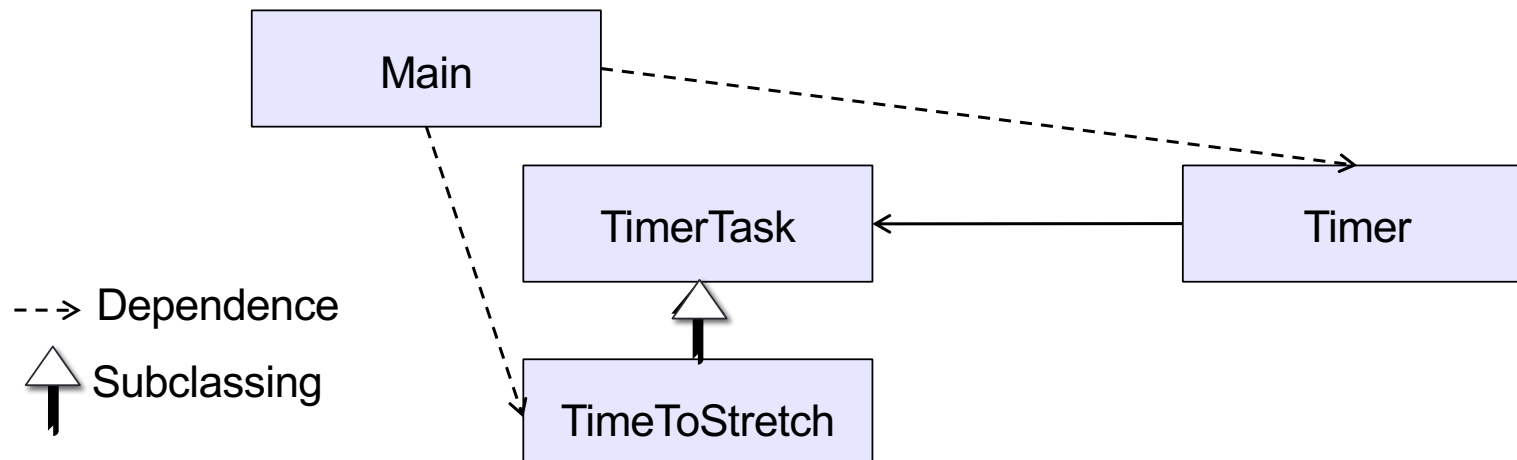 Main
TimerTask
Timer
Dependence
Subclassing
TimeToStretch